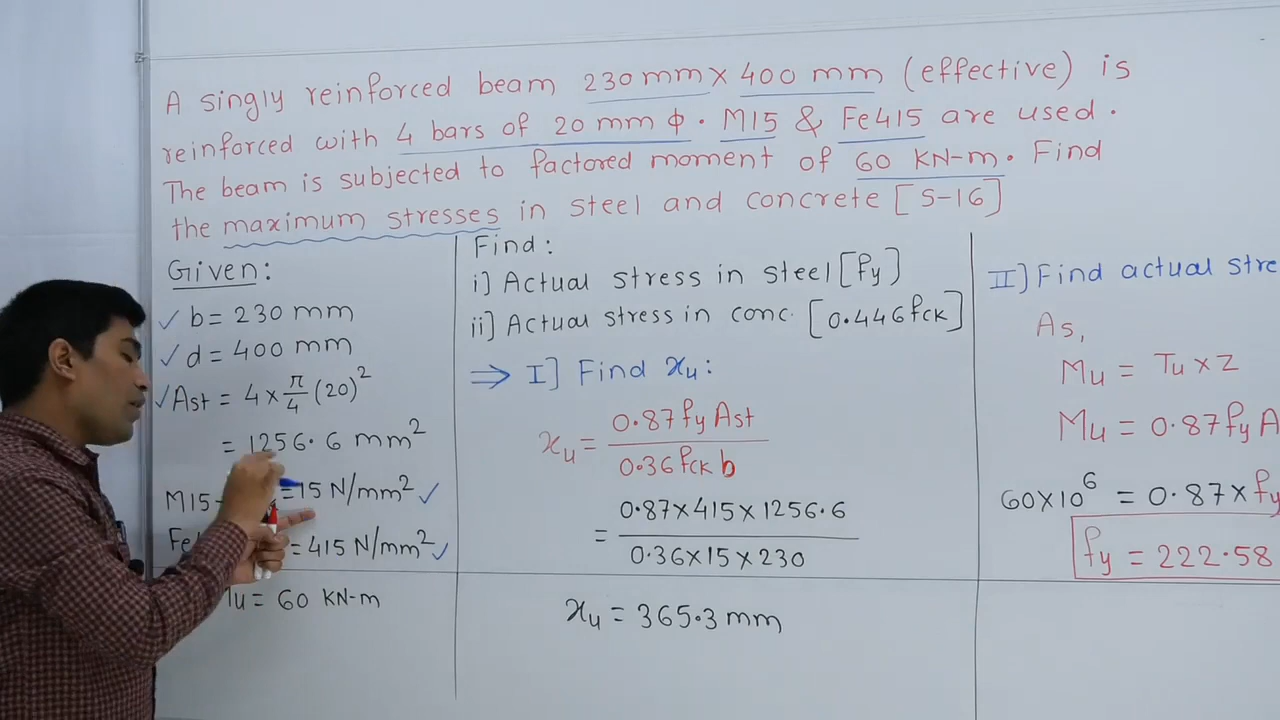 A singly reinforced beam 230 mm x 400 mm (effective) is
reinforced with 4 bars of 20 mm ϕ. M15 & Fe415 are used.
The beam is subjected to factored moment of 60 KN-m. Find
the maximum stresses in steel and concrete [S-16]
Given:
b = 230 mm
d = 400 mm
Ast = 4 x π/4 (20)²
= 1256.6 mm²
M15 = 15 N/mm²
= 415 N/mm²
= 60 KN-m
Find:
i] Actual stress in steel [fy]
ii] Actual stress in conc. [0.446fck]
⇒ I] Find xu:
xu = 0.87 fy Ast / 0.36 fck b
= 0.87x415x1256.6 / 0.36x15x230
xu = 365.3 mm
II] Find actual stre
As,
Mu = Tu x Z
Mu = 0.87 fy A
60x10⁶ = 0.87x fy
fy = 222.58